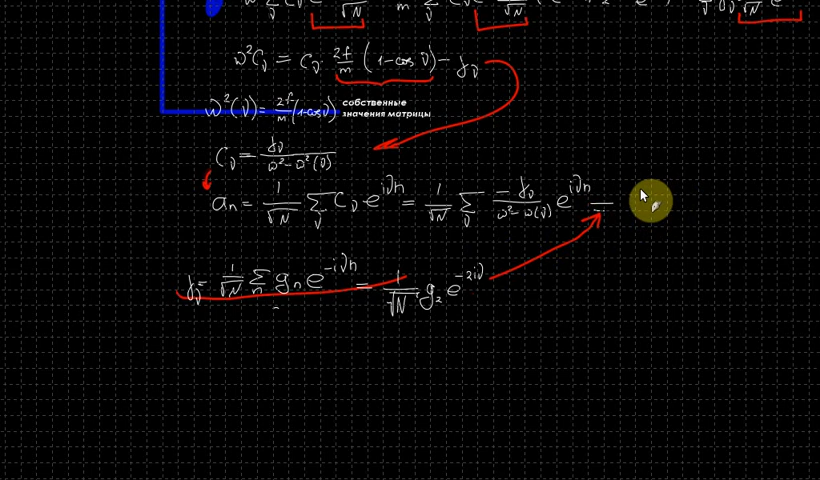 ω²C_ν = C_ν · 2f/m (1-cos ν) - γ_ν
ω²(ν) = 2f/m (1-cos ν) собственные значения матрицы
C_ν = γ_ν / (ω² - ω²(ν))
a_n = 1/√N Σ_ν C_ν · e^{iνn} = 1/√N Σ_ν -γ_ν / (ω² - ω(ν)) e^{iνn} =
γ_ν = 1/√N Σ_n g_n e^{-iνn} = 1/√N g_2 e^{-2iν}